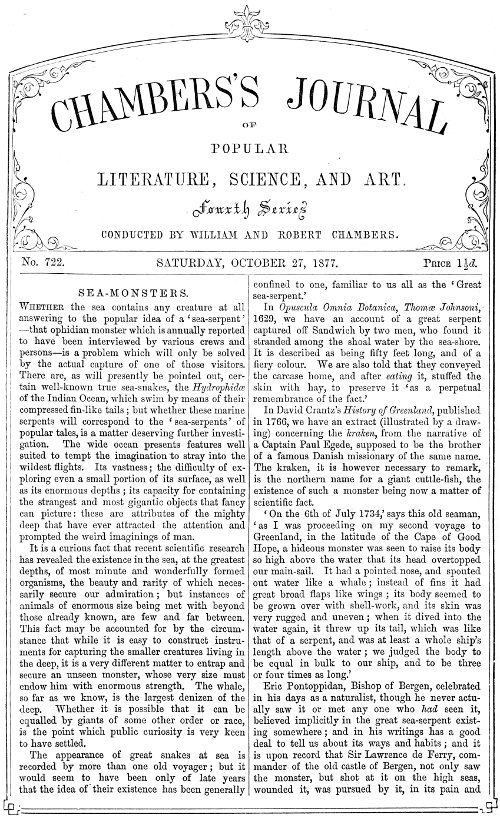 CHAMBERS'S JOURNAL
OF
POPULAR
LITERATURE, SCIENCE, AND ART.
Fourth Series
CONDUCTED BY WILLIAM AND ROBERT CHAMBERS.
No. 722. SATURDAY, OCTOBER 27, 1877. PRICE 1½d.
SEA-MONSTERS.
WHETHER the sea contains any creature at all
answering to the popular idea of a 'sea-serpent'
—that ophidian monster which is annually reported
to have been interviewed by various crews and
persons—is a problem which will only be solved
by the actual capture of one of those visitors.
There are, as will presently be pointed out, cer-
tain well-known true sea-snakes, the Hydrophidæ
of the Indian Ocean, which swim by means of their
compressed fin-like tails; but whether these marine
serpents will correspond to the 'sea-serpents' of
popular tales, is a matter deserving further investi-
gation. The wide ocean presents features well
suited to tempt the imagination to stray into the
wildest flights. Its vastness; the difficulty of ex-
ploring even a small portion of its surface, as well
as its enormous depths; its capacity for containing
the strangest and most gigantic objects that fancy
can picture: these are attributes of the mighty
deep that have ever attracted the attention and
prompted the weird imaginings of man.
It is a curious fact that recent scientific research
has revealed the existence in the sea, at the greatest
depths, of most minute and wonderfully formed
organisms, the beauty and rarity of which neces-
sarily secure our admiration; but instances of
animals of enormous size being met with beyond
those already known, are few and far between.
This fact may be accounted for by the circum-
stance that while it is easy to construct instru-
ments for capturing the smaller creatures living in
the deep, it is a very different matter to entrap and
secure an unseen monster, whose very size must
endow him with enormous strength. The whale,
so far as we know, is the largest denizen of the
deep. Whether it is possible that it can be
equalled by giants of some other order or race,
is the point which public curiosity is very keen
to have settled.
The appearance of great snakes at sea is
recorded by more than one old voyager; but it
would seem to have been only of late years
that the idea of their existence has been generally
confined to one, familiar to us all as the 'Great
sea-serpent.'
In Opuscula Omnia Botanica, Thomæ Johnsoni,
1629, we have an account of a great serpent
captured off Sandwich by two men, who found it
stranded among the shoal water by the sea-shore.
It is described as being fifty feet long, and of a
fiery colour. We are also told that they conveyed
the carcase home, and after eating it, stuffed the
skin with hay, to preserve it 'as a perpetual
remembrance of the fact.'
In David Crantz's History of Greenland, published
in 1766, we have an extract (illustrated by a draw-
ing) concerning the kraken, from the narrative of
a Captain Paul Egede, supposed to be the brother
of a famous Danish missionary of the same name.
The kraken, it is however necessary to remark,
is the northern name for a giant cuttle-fish, the
existence of such a monster being now a matter of
scientific fact.
'On the 6th of July 1734,' says this old seaman,
'as I was proceeding on my second voyage to
Greenland, in the latitude of the Cape of Good
Hope, a hideous monster was seen to raise its body
so high above the water that its head overtopped
our main-sail. It had a pointed nose, and spouted
out water like a whale; instead of fins it had
great broad flaps like wings; its body seemed to
be grown over with shell-work, and its skin was
very rugged and uneven; when it dived into the
water again, it threw up its tail, which was like
that of a serpent, and was at least a whole ship's
length above the water; we judged the body to
be equal in bulk to our ship, and to be three
or four times as long.'
Eric Pontopidan, Bishop of Bergen, celebrated
in his days as a naturalist, though he never actu-
ally saw it or met any one who had seen it,
believed implicitly in the great sea-serpent exist-
ing somewhere; and in his writings has a good
deal to tell us about its ways and habits; and it
is upon record that Sir Lawrence de Ferry, com-
mander of the old castle of Bergen, not only saw
the monster, but shot at it on the high seas,
wounded it, was pursued by it, in its pain and